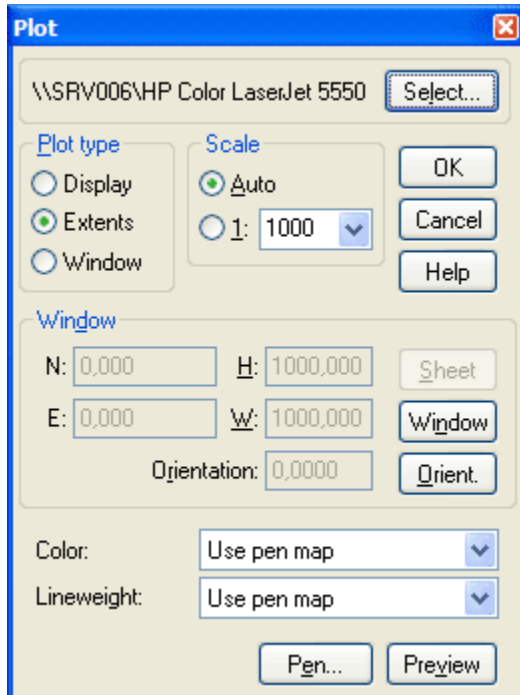 Plot
\\SRV006\HP Color LaserJet 5550 Select...
Plot type Scale
OK
Display Auto
Extents 1: 1000 Cancel
Window
Help
Window
N: 0,000 H: 1000,000 Sheet
E: 0,000 W: 1000,000 Window
Orientation: 0,0000 Orient.
Color: Use pen map
Lineweight: Use pen map
Pen... Preview